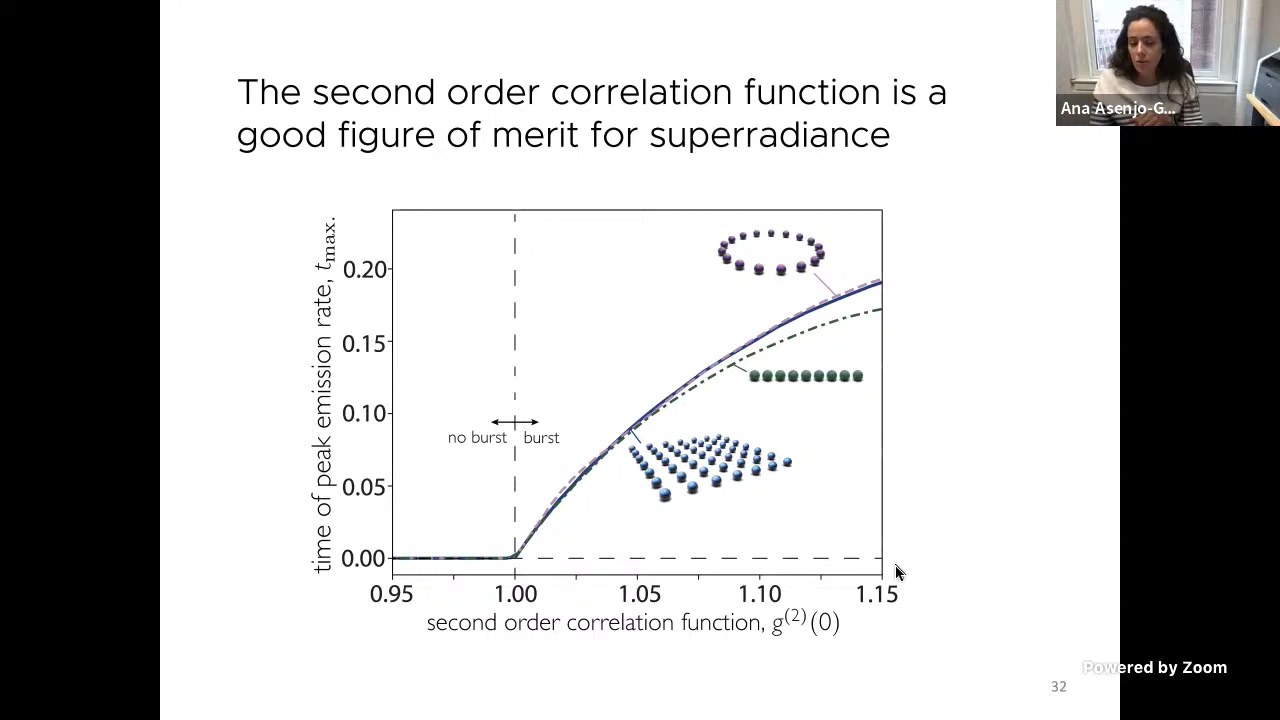 The second order correlation function is a
good figure of merit for superradiance
Ana Asenjo-G...
time of peak emission rate, tmax.
0.20
0.15
0.10
0.05
0.00
no burst
burst
0.95
1.00
1.05
1.10
1.15
second order correlation function, g⁽²⁾(0)
Powered by Zoom
32